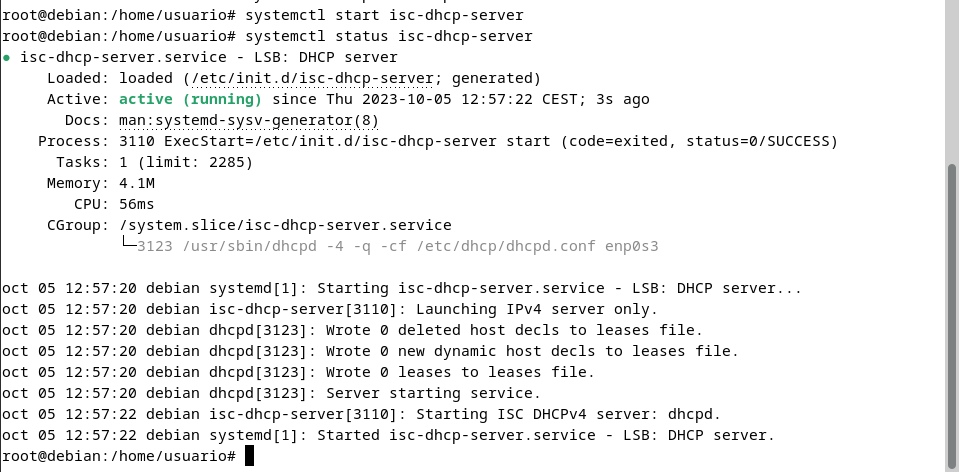 root@debian:/home/usuario# systemctl start isc-dhcp-server
root@debian:/home/usuario# systemctl status isc-dhcp-server
● isc-dhcp-server.service - LSB: DHCP server
     Loaded: loaded (/etc/init.d/isc-dhcp-server; generated)
     Active: active (running) since Thu 2023-10-05 12:57:22 CEST; 3s ago
       Docs: man:systemd-sysv-generator(8)
    Process: 3110 ExecStart=/etc/init.d/isc-dhcp-server start (code=exited, status=0/SUCCESS)
      Tasks: 1 (limit: 2285)
     Memory: 4.1M
        CPU: 56ms
     CGroup: /system.slice/isc-dhcp-server.service
             └─3123 /usr/sbin/dhcpd -4 -q -cf /etc/dhcp/dhcpd.conf enp0s3

oct 05 12:57:20 debian systemd[1]: Starting isc-dhcp-server.service - LSB: DHCP server...
oct 05 12:57:20 debian isc-dhcp-server[3110]: Launching IPv4 server only.
oct 05 12:57:20 debian dhcpd[3123]: Wrote 0 deleted host decls to leases file.
oct 05 12:57:20 debian dhcpd[3123]: Wrote 0 new dynamic host decls to leases file.
oct 05 12:57:20 debian dhcpd[3123]: Wrote 0 leases to leases file.
oct 05 12:57:20 debian dhcpd[3123]: Server starting service.
oct 05 12:57:22 debian isc-dhcp-server[3110]: Starting ISC DHCPv4 server: dhcpd.
oct 05 12:57:22 debian systemd[1]: Started isc-dhcp-server.service - LSB: DHCP server.
root@debian:/home/usuario#